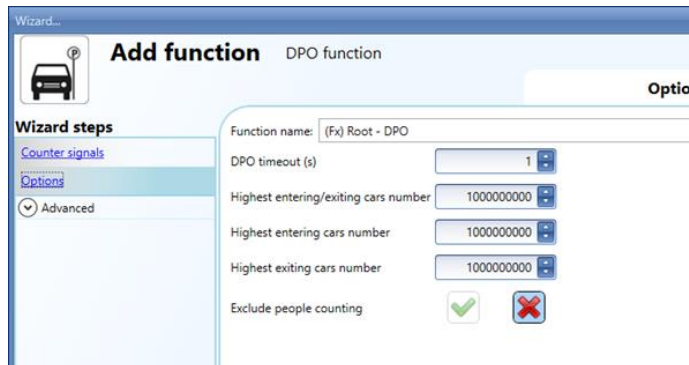 Wizard...
Add function DPO function
Optio
Wizard steps
Counter signals
Options
Advanced
Function name: (Fx) Root - DPO
DPO timeout (s) 1
Highest entering/exiting cars number 1000000000
Highest entering cars number 1000000000
Highest exiting cars number 1000000000
Exclude people counting